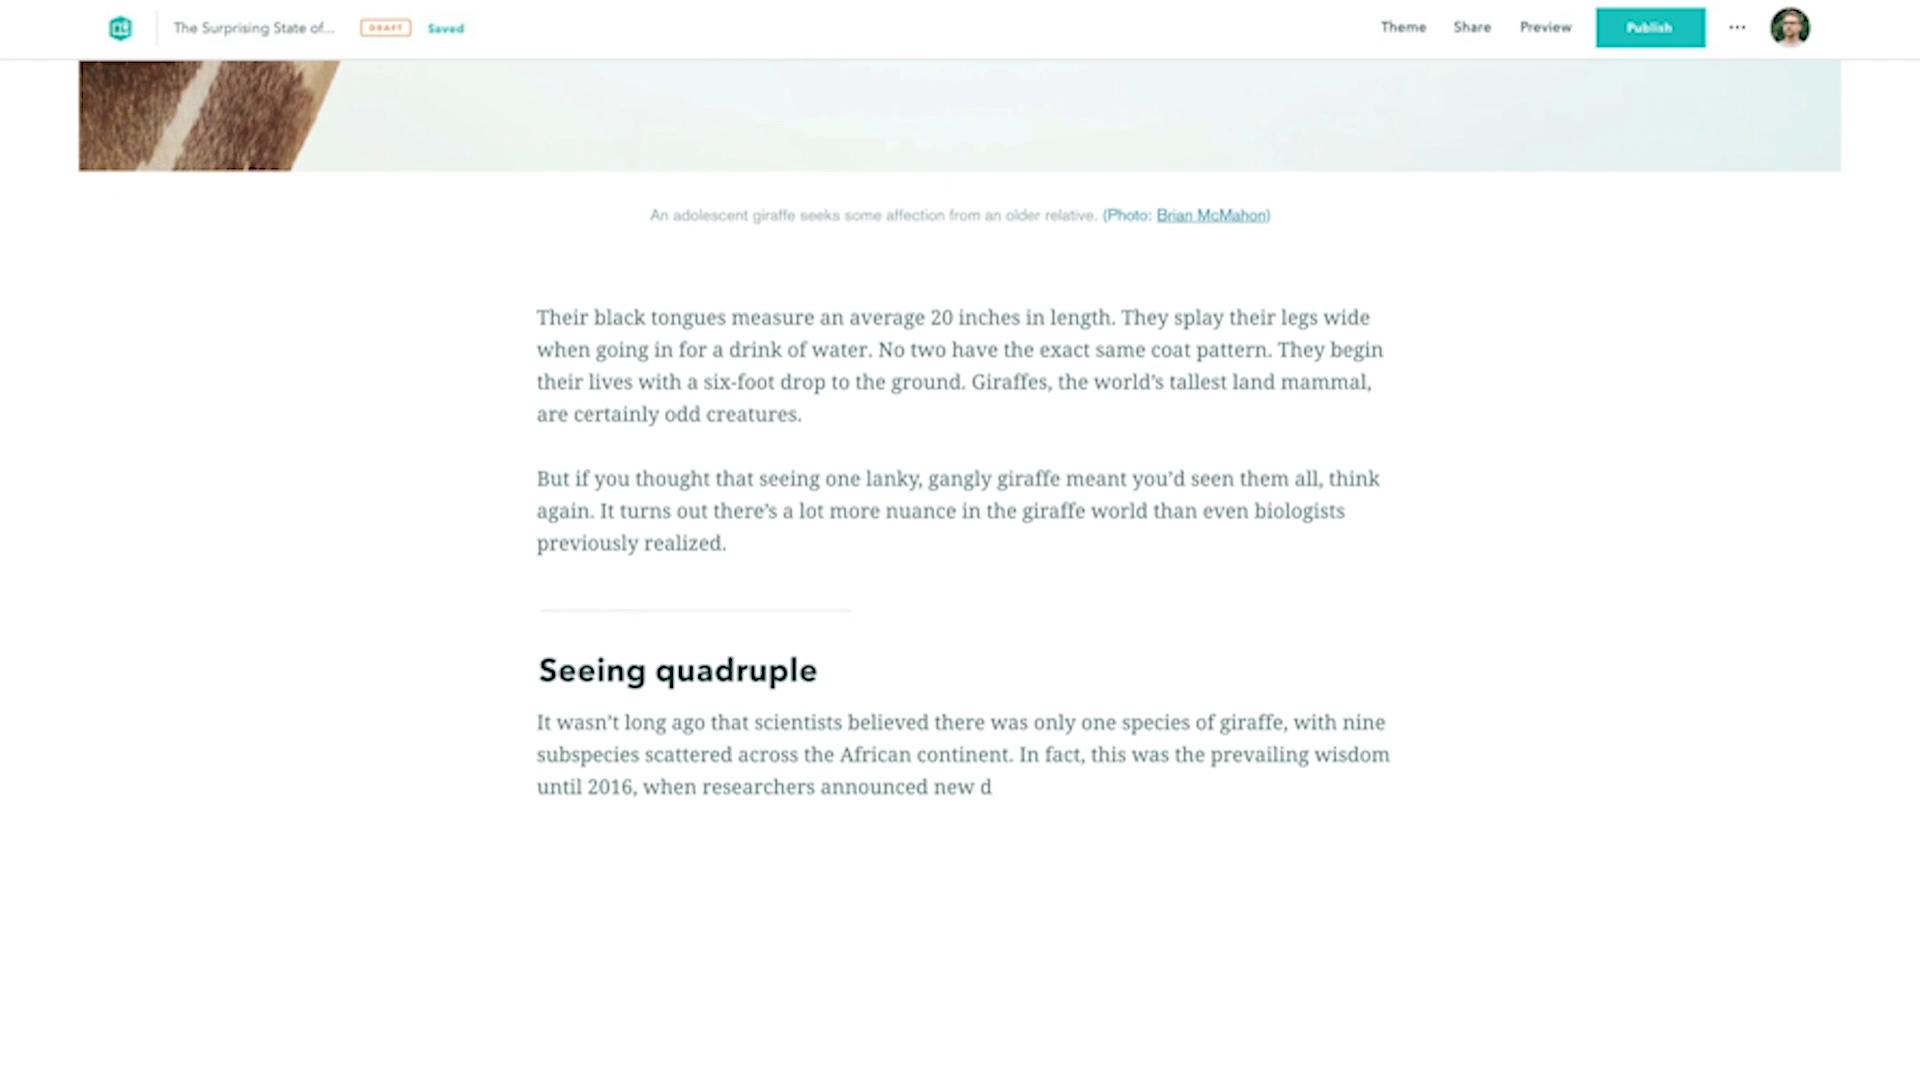 The Surprising State of...
DRAFT
Saved
Theme
Share
Preview
Publish
An adolescent giraffe seeks some affection from an older relative. (Photo: Brian McMahon)
Their black tongues measure an average 20 inches in length. They splay their legs wide
when going in for a drink of water. No two have the exact same coat pattern. They begin
their lives with a six-foot drop to the ground. Giraffes, the world’s tallest land mammal,
are certainly odd creatures.
But if you thought that seeing one lanky, gangly giraffe meant you’d seen them all, think
again. It turns out there’s a lot more nuance in the giraffe world than even biologists
previously realized.
Seeing quadruple
It wasn’t long ago that scientists believed there was only one species of giraffe, with nine
subspecies scattered across the African continent. In fact, this was the prevailing wisdom
until 2016, when researchers announced new d